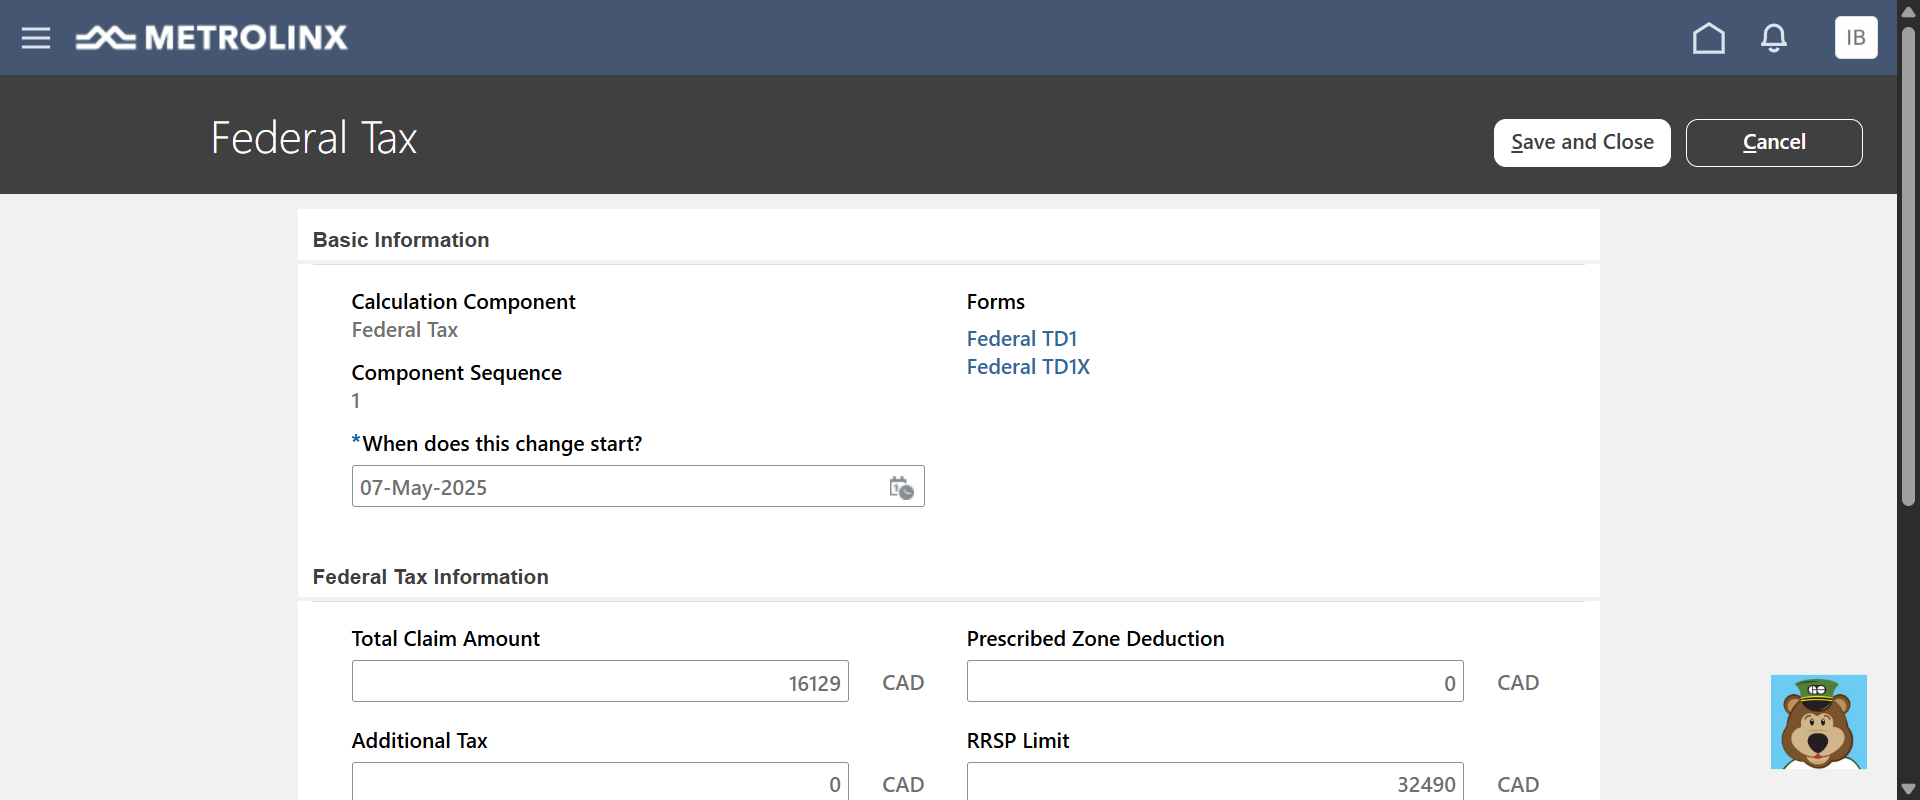 METROLINX
IB
Federal Tax
Save and Close
Cancel
Basic Information
Calculation Component
Federal Tax
Component Sequence
1
*When does this change start?
07-May-2025
Forms
Federal TD1
Federal TD1X
Federal Tax Information
Total Claim Amount
16129 CAD
Prescribed Zone Deduction
0 CAD
Additional Tax
0 CAD
RRSP Limit
32490 CAD
GO